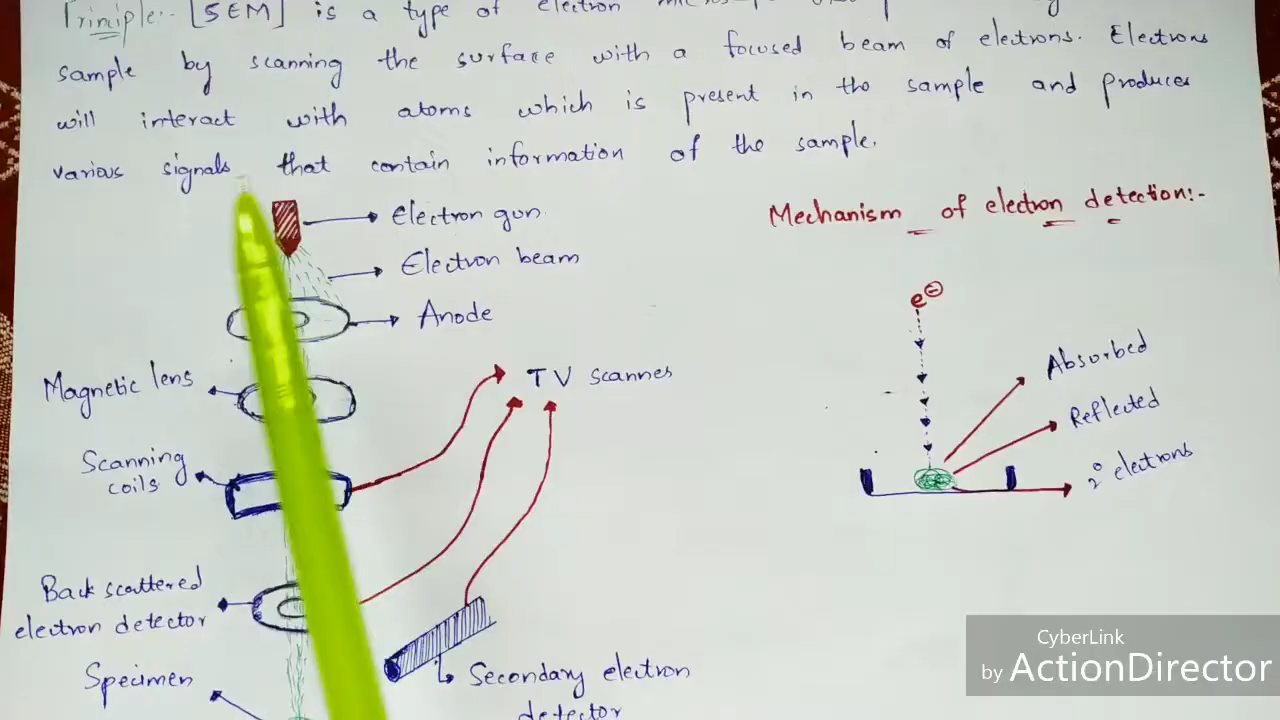 Principle:- [SEM] is a type of electron
sample by scanning the surface with a focused beam of electrons. Electrons
will interact with atoms which is present in the sample and produces
various signals that contain information of the sample.
Electron gun
Electron beam
Anode
Magnetic lens
TV scanner
Scanning
coils
Back scattered
electron detector
Specimen
Secondary electron
detector
Mechanism of electron detection:-
e⊖
Absorbed
Reflected
2° electrons
CyberLink
by ActionDirector